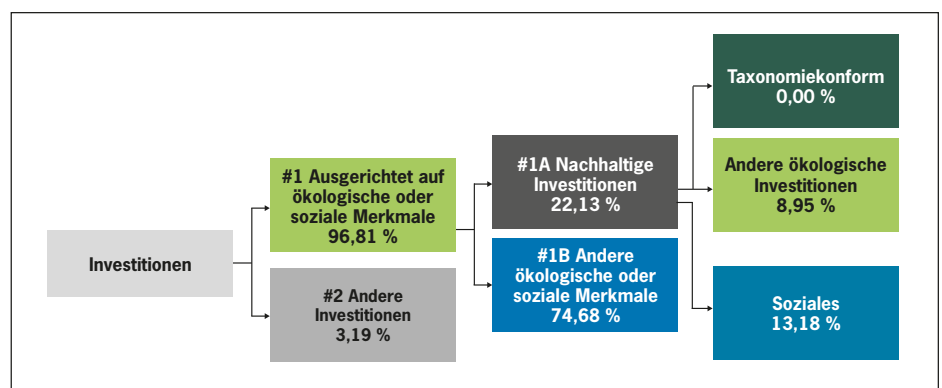 Investitionen
#1 Ausgerichtet auf
ökologische oder
soziale Merkmale
96,81 %
#2 Andere
Investitionen
3,19 %
#1A Nachhaltige
Investitionen
22,13 %
#1B Andere
ökologische oder
soziale Merkmale
74,68 %
Taxonomiekonform
0,00 %
Andere ökologische
Investitionen
8,95 %
Soziales
13,18 %